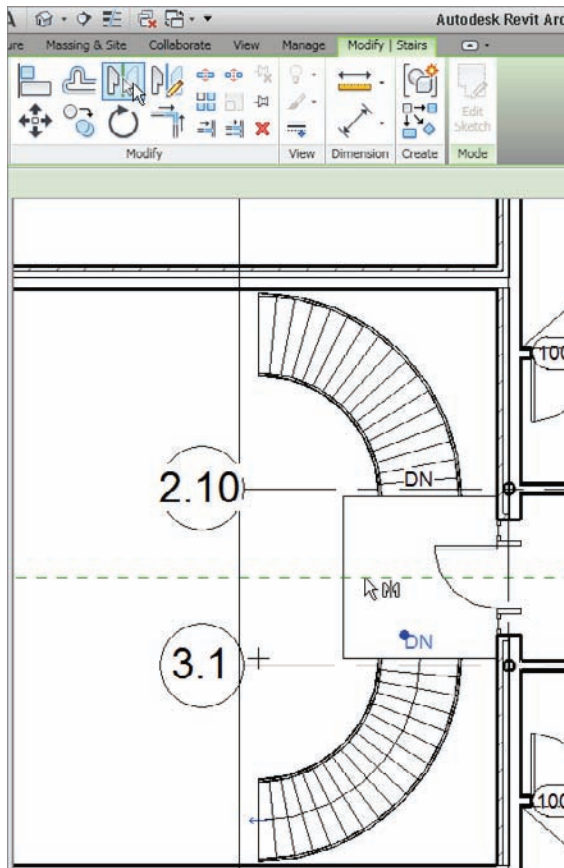 Autodesk Revit Arc
ure Massing & Site Collaborate View Manage Modify | Stairs
Edit
Sketch
Modify View Dimension Create Mode
100
2.10
DN
DN
3.1
100